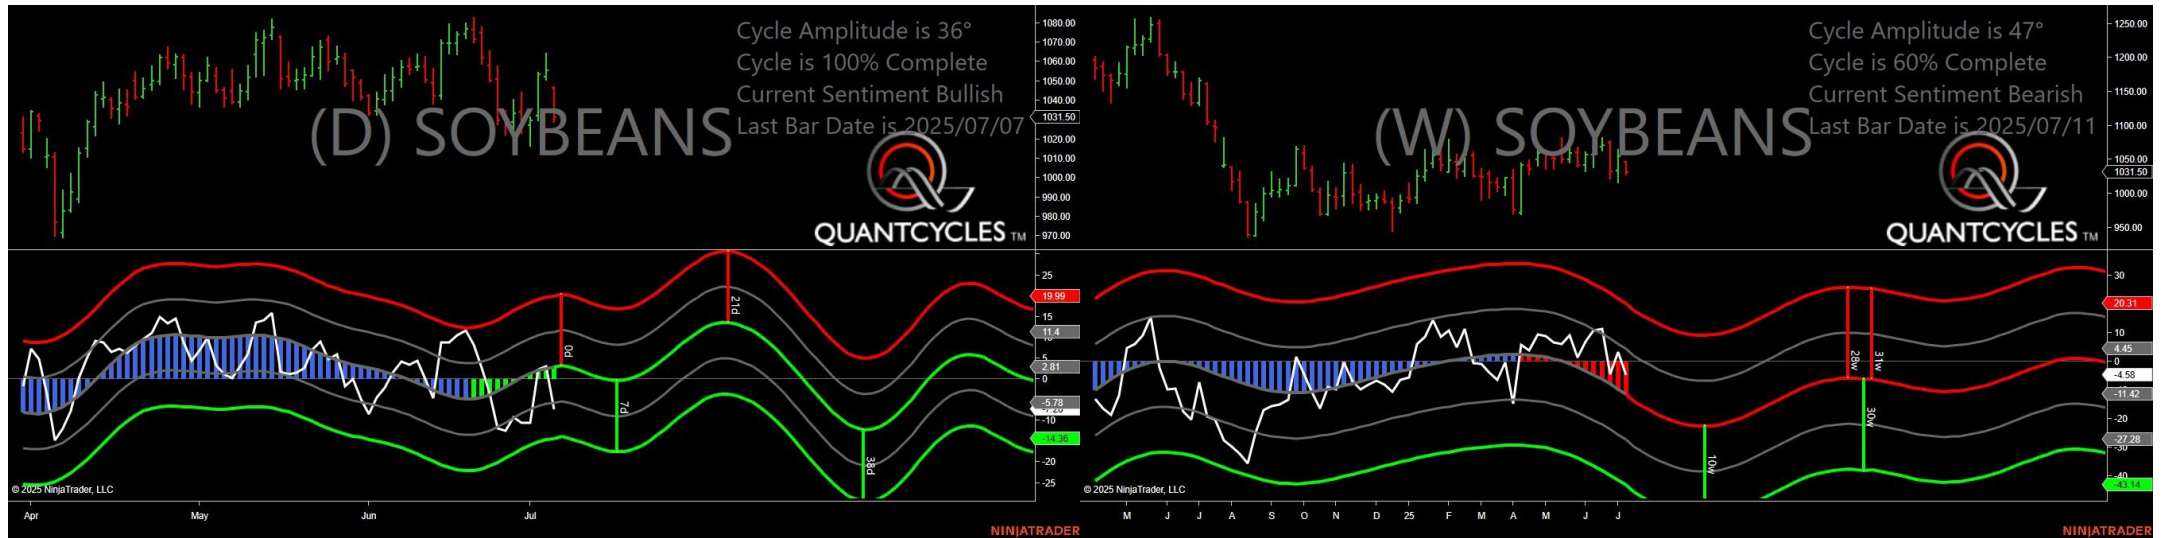 Cycle Amplitude is 36°
Cycle is 100% Complete
Current Sentiment Bullish
Last Bar Date is 2025/07/07
(D) SOYBEANS
QUANTCYCLES TM
1080.00
1070.00
1060.00
1050.00
1040.00
1031.50
1020.00
1010.00
1000.00
990.00
980.00
970.00
25
19.99
15
11.4
5
2.81
0
-5.78
-10
-14.36
-20
-25
0d
7d
21d
38d
© 2025 NinjaTrader, LLC
Apr May Jun Jul
NINJATRADER
Cycle Amplitude is 47°
Cycle is 60% Complete
Current Sentiment Bearish
Last Bar Date is 2025/07/11
(W) SOYBEANS
QUANTCYCLES TM
1250.00
1200.00
1150.00
1100.00
1050.00
1031.50
1000.00
950.00
30
20.31
10
4.45
0
-4.58
-11.42
-20
-27.28
-30
-40
-43.14
10w
28w
31w
30w
© 2025 NinjaTrader, LLC
M J J A S O N D 25 F M A M J J
NINJATRADER